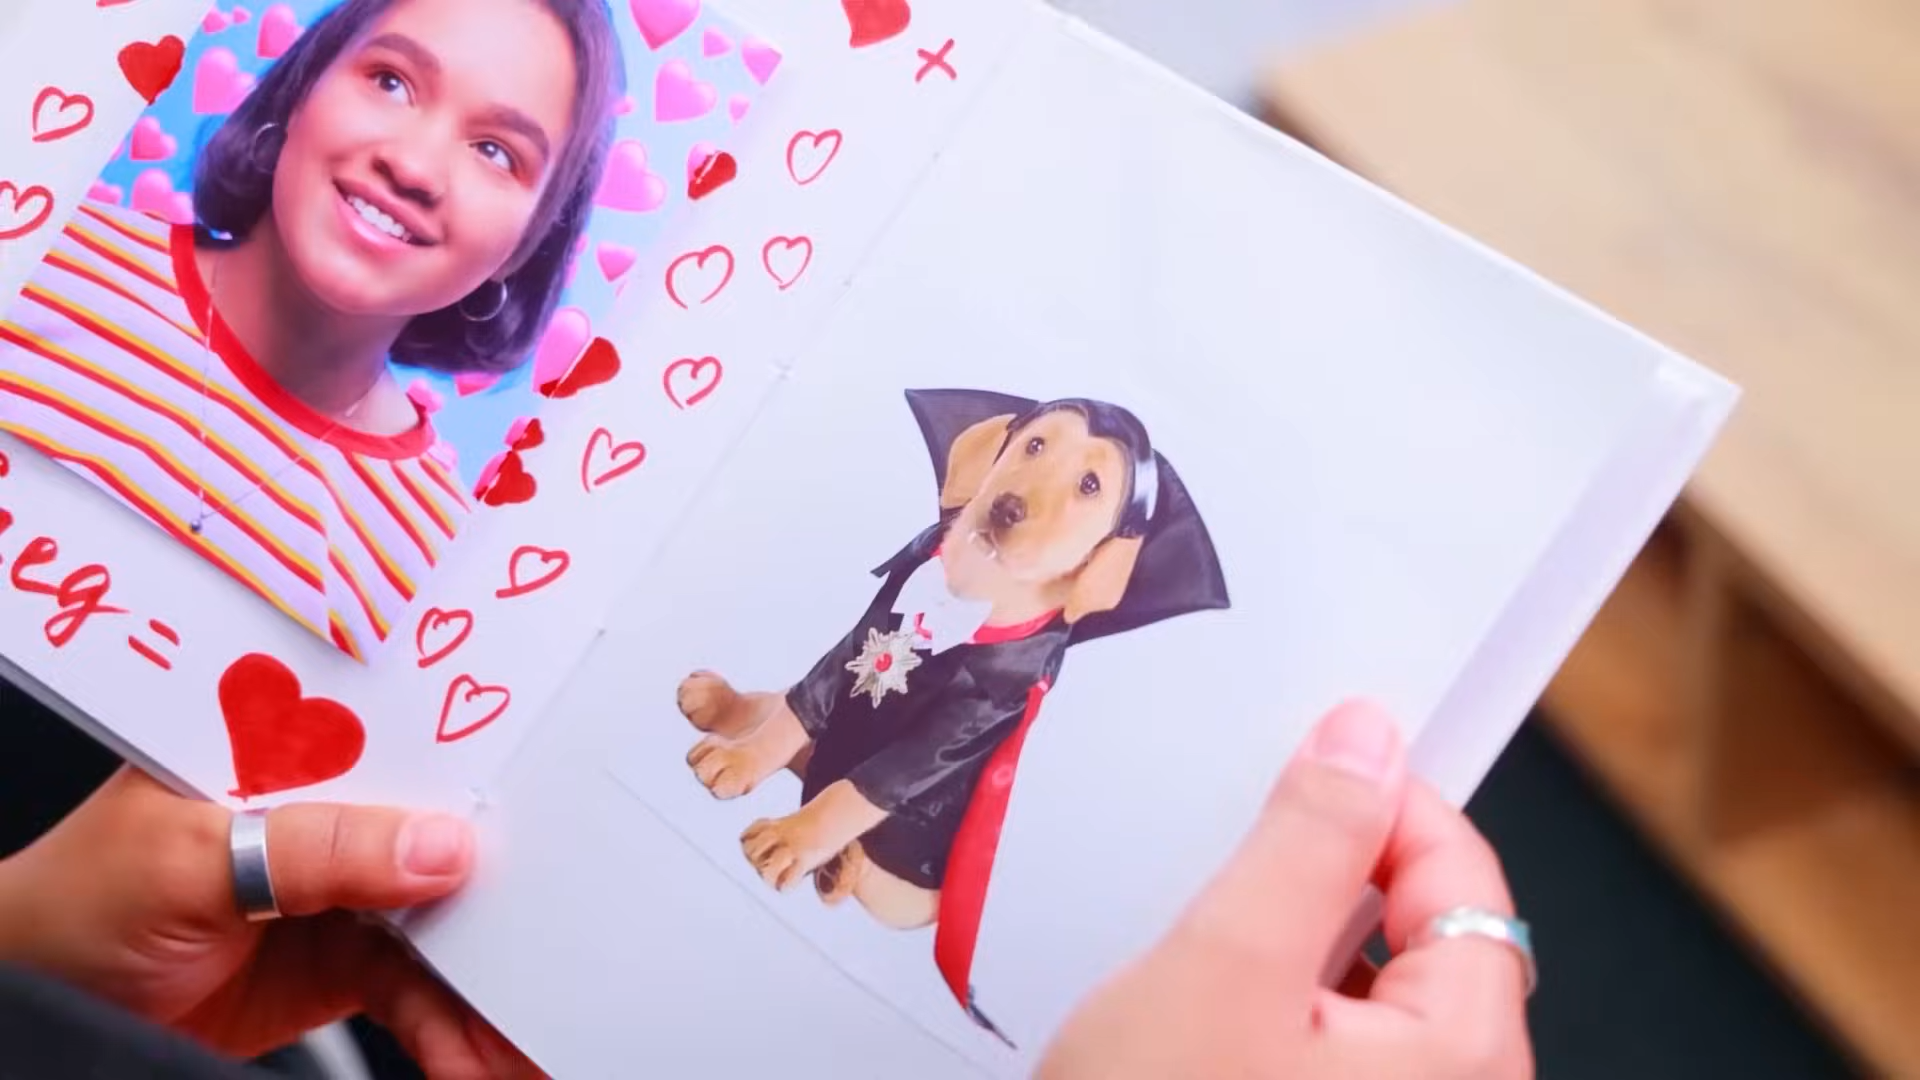 eg =